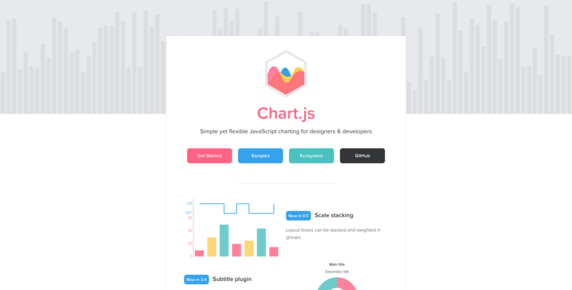 Chart.js
Simple yet flexible JavaScript charting for designers & developers
Get Started
Samples
Ecosystem
GitHub
New in 3.5
Scale stacking
Layout boxes can be stacked and weighted in
groups.
Main title
Secondary title
New in 3.4
Subtitle plugin